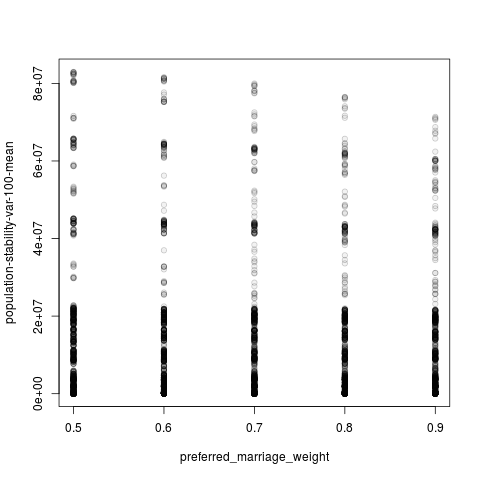 population-stability-var-100-mean
8e+07
6e+07
4e+07
2e+07
0e+00
0.5 0.6 0.7 0.8 0.9
preferred_marriage_weight